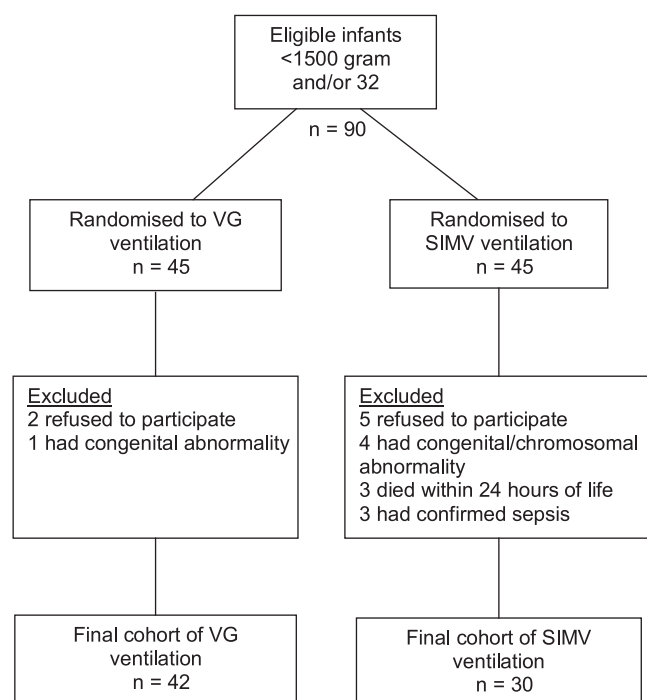 Eligible infants
<1500 gram
and/or 32
n = 90
Randomised to VG
ventilation
n = 45
Randomised to
SIMV ventilation
n = 45
Excluded
2 refused to participate
1 had congenital abnormality
Excluded
5 refused to participate
4 had congenital/chromosomal
abnormality
3 died within 24 hours of life
3 had confirmed sepsis
Final cohort of VG
ventilation
n = 42
Final cohort of SIMV
ventilation
n = 30